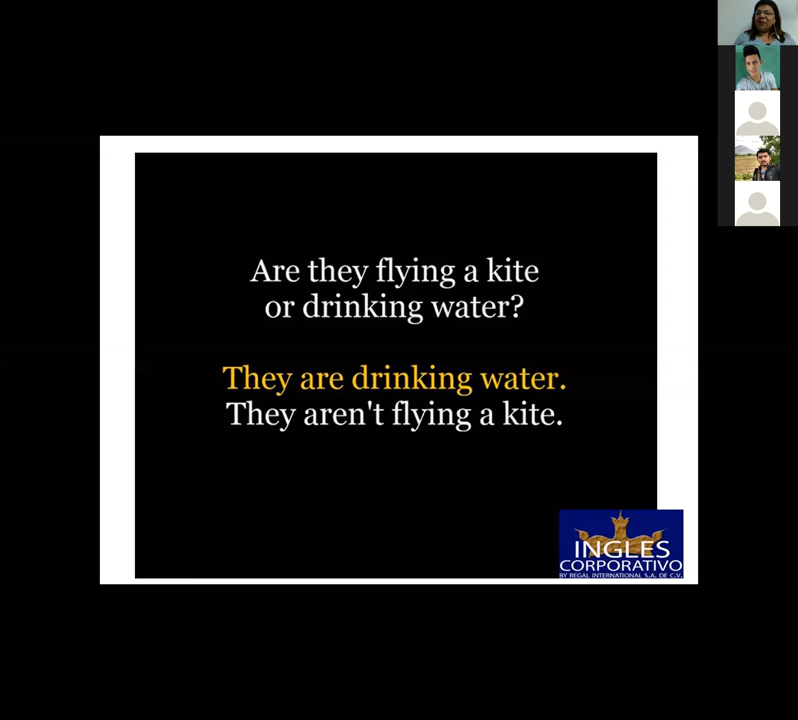 Are they flying a kite
or drinking water?
They are drinking water.
They aren't flying a kite.
INGLES
CORPORATIVO
BY REGAL INTERNATIONAL S.A. DE C.V.